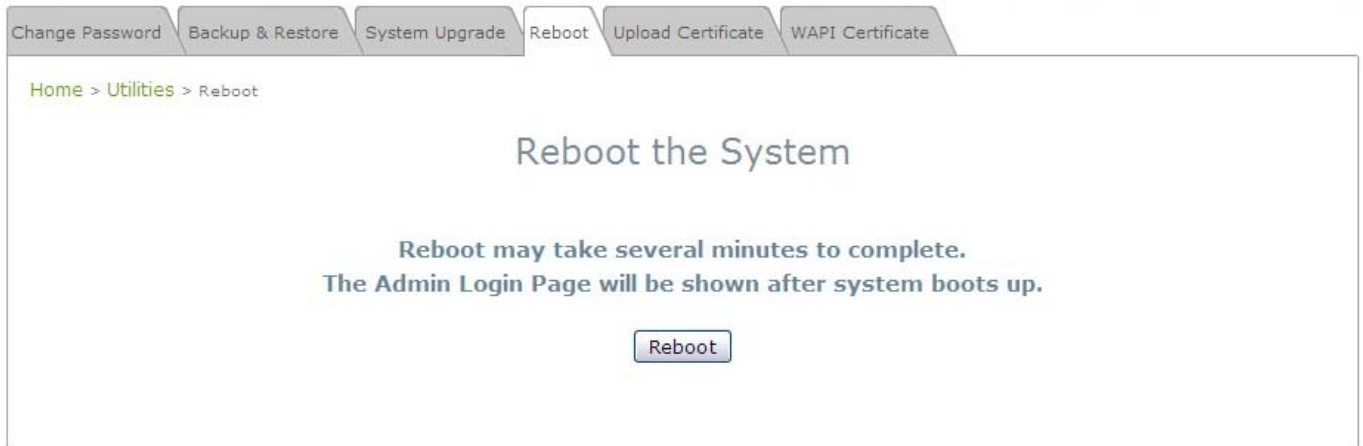 Change Password Backup & Restore System Upgrade Reboot Upload Certificate WAPI Certificate
Home > Utilities > Reboot
Reboot the System
Reboot may take several minutes to complete.
The Admin Login Page will be shown after system boots up.
Reboot